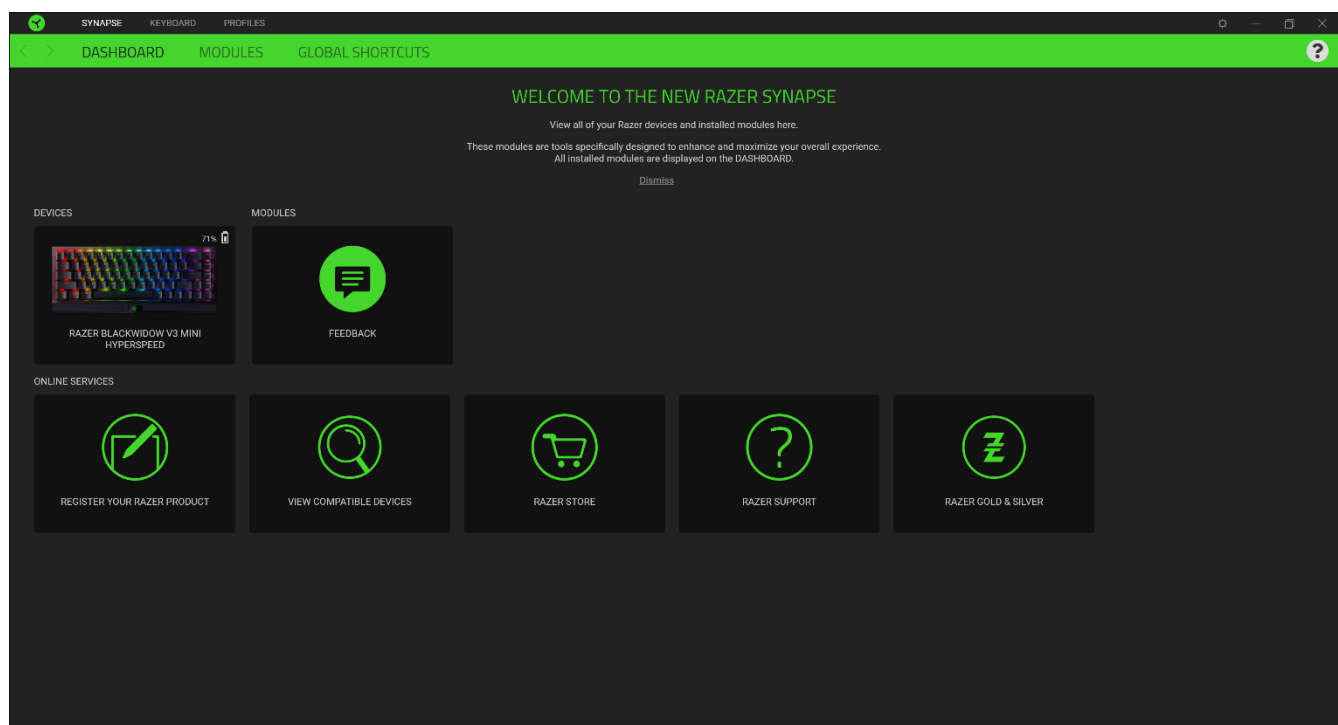 SYNAPSE KEYBOARD PROFILES
DASHBOARD MODULES GLOBAL SHORTCUTS
?
WELCOME TO THE NEW RAZER SYNAPSE
View all of your Razer devices and installed modules here.
These modules are tools specifically designed to enhance and maximize your overall experience.
All installed modules are displayed on the DASHBOARD.
Dismiss
DEVICES MODULES
71%
RAZER BLACKWIDOW V3 MINI
HYPERSPEED
FEEDBACK
ONLINE SERVICES
REGISTER YOUR RAZER PRODUCT
VIEW COMPATIBLE DEVICES
RAZER STORE
RAZER SUPPORT
RAZER GOLD & SILVER